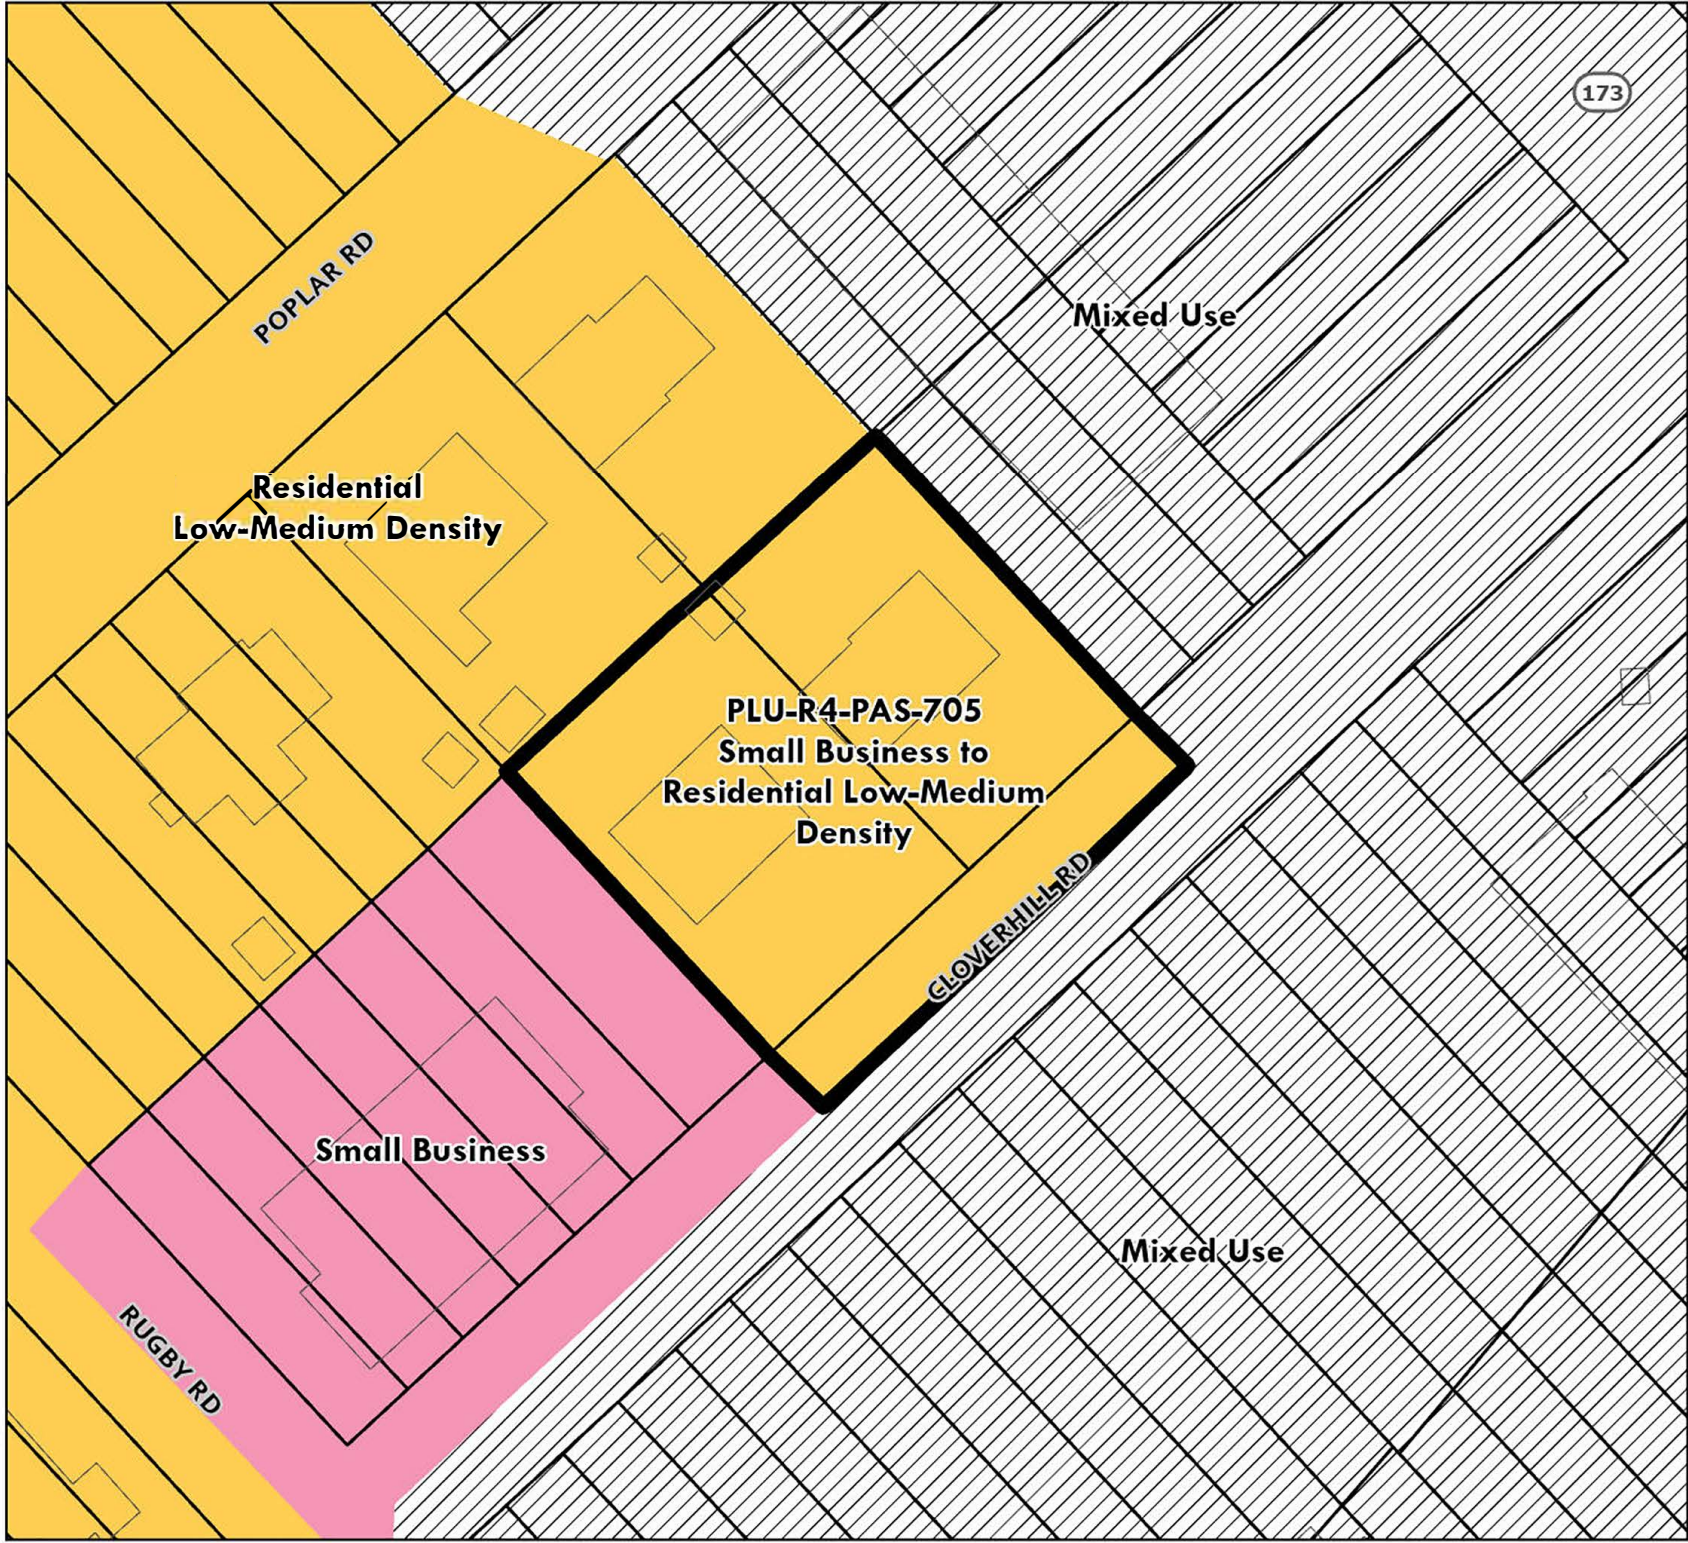 173
Mixed Use
POPLAR RD
Residential
Low-Medium Density
PLU-R4-PAS-705
Small Business to
Residential Low-Medium
Density
CLOVERHILL RD
Small Business
Mixed Use
RUGBY RD